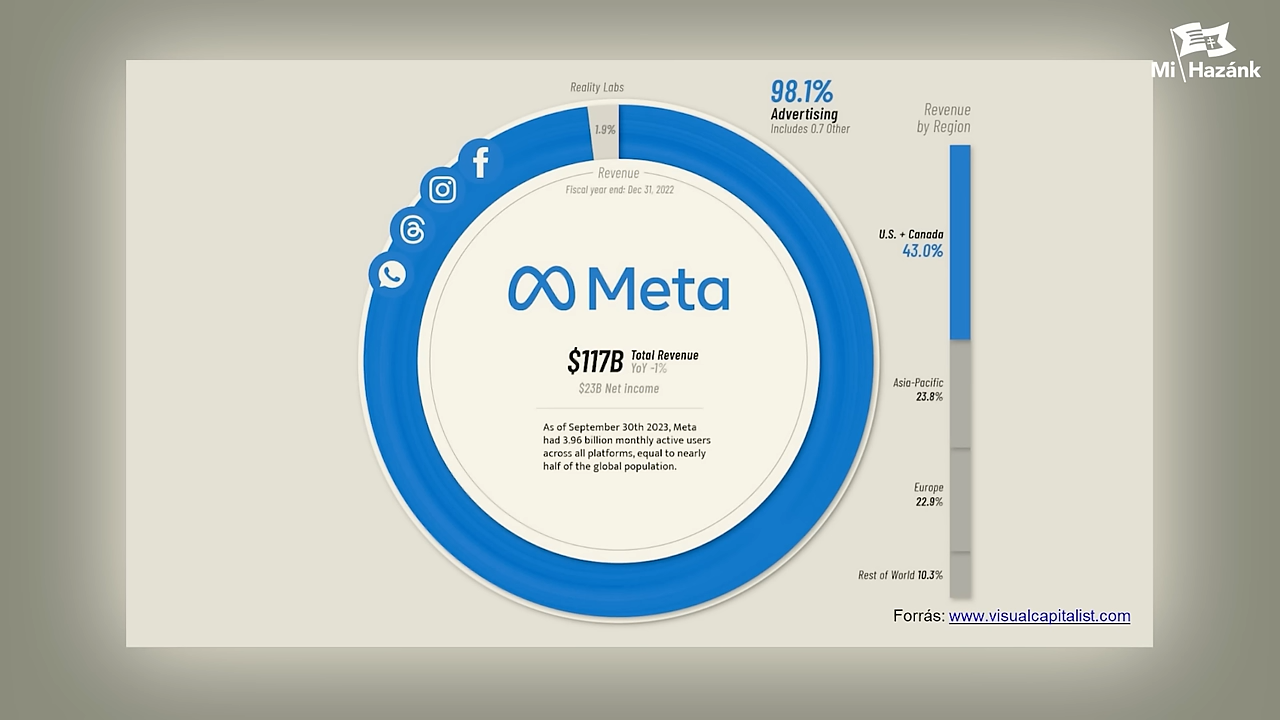 Mi Hazánk
Reality Labs
1.9%
98.1%
Advertising
Includes 0.7 Other
Revenue
by Region
Revenue
Fiscal year end: Dec 31, 2022
Meta
$117B Total Revenue
YoY -1%
$23B Net Income
As of September 30th 2023, Meta
had 3.96 billion monthly active users
across all platforms, equal to nearly
half of the global population.
U.S. + Canada
43.0%
Asia-Pacific
23.8%
Europe
22.9%
Rest of World 10.3%
Forrás: www.visualcapitalist.com